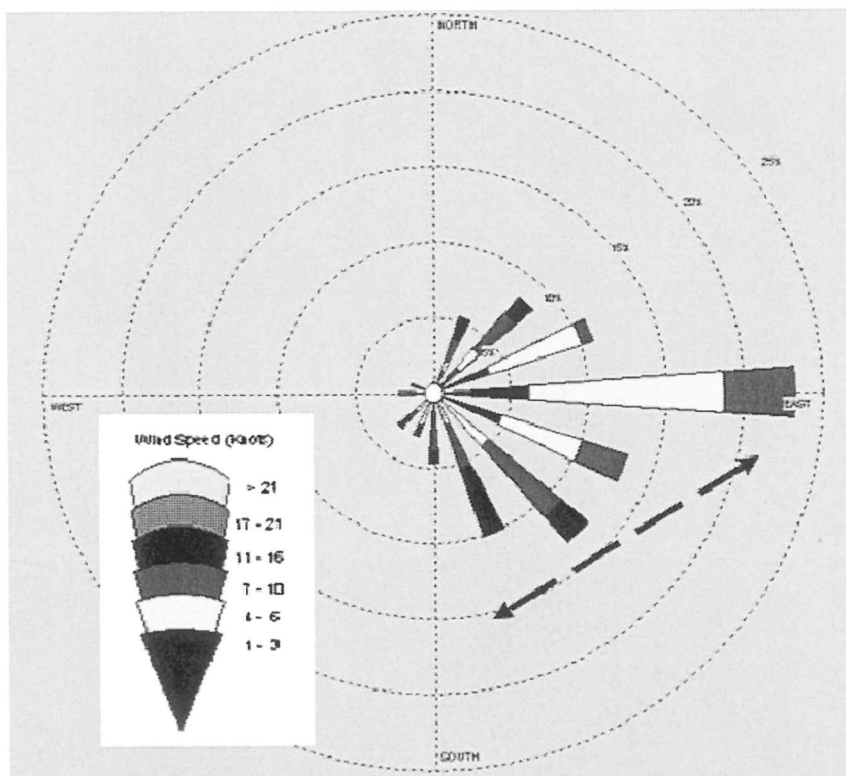 NORTH
25%
20%
15%
10%
5%
WEST
EAST
Wind Speed (Knots)
> 21
17 - 21
11 - 16
7 - 10
4 - 6
1 - 3
SOUTH